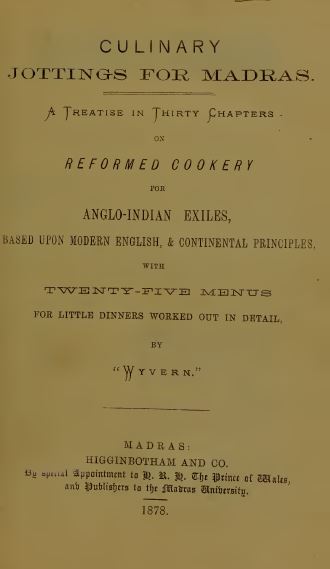 CULINARY
JOTTINGS FOR MADRAS.
A TREATISE IN THIRTY CHAPTERS -
ON
REFORMED COOKERY
FOR
ANGLO-INDIAN EXILES,
BASED UPON MODERN ENGLISH, & CONTINENTAL PRINCIPLES,
WITH
TWENTY-FIVE MENUS
FOR LITTLE DINNERS WORKED OUT IN DETAIL,
BY
"WYVERN."
MADRAS:
HIGGINBOTHAM AND CO.
By special Appointment to H. R. H. The Prince of Wales,
and Publishers to the Madras University.
1878.